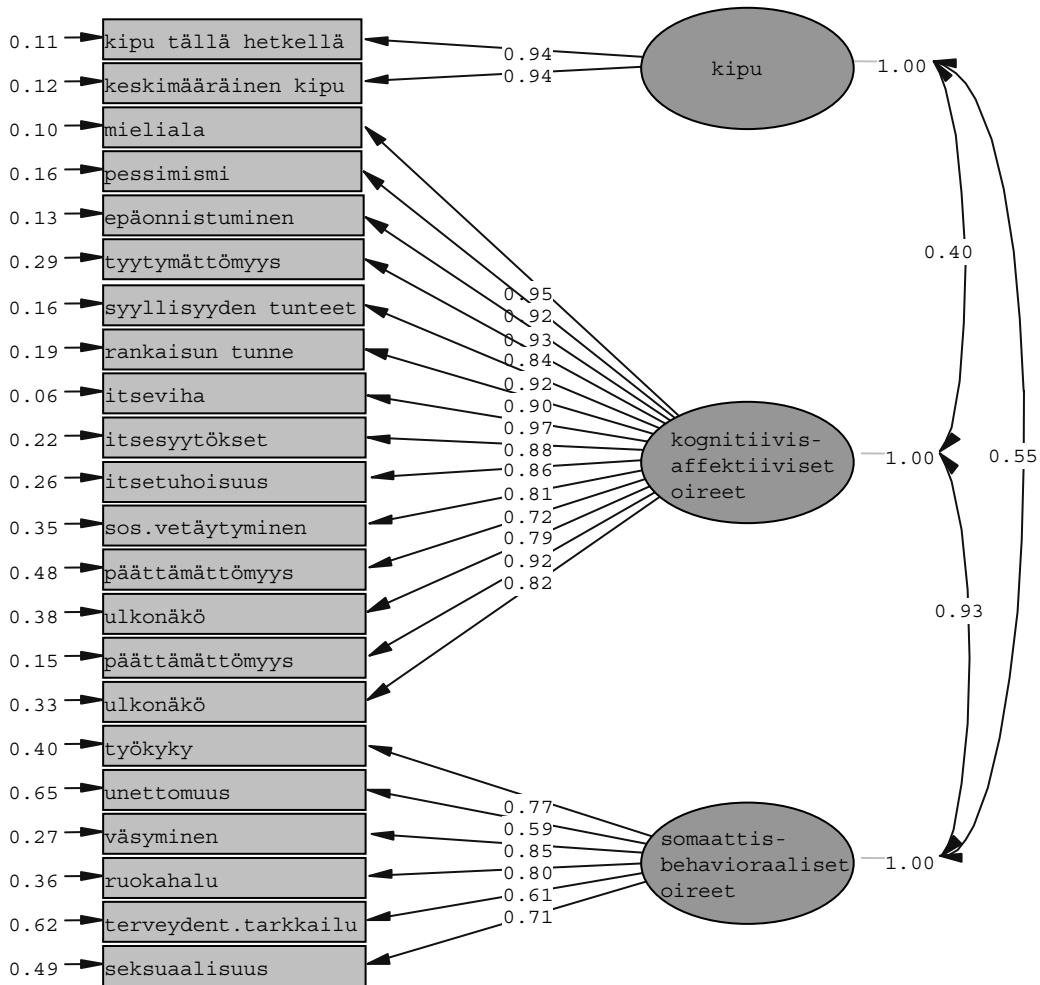 0.11 kipu tällä hetkellä
0.12 keskimääräinen kipu
0.10 mieliala
0.16 pessimismi
0.13 epäonnistuminen
0.29 tyytymättömyys
0.16 syyllisyyden tunteet
0.19 rankaisun tunne
0.06 itseviha
0.22 itsesyytökset
0.26 itsetuhoisuus
0.35 sos.vetäytyminen
0.48 päättämättömyys
0.38 ulkonäkö
0.15 päättämättömyys
0.33 ulkonäkö
0.40 työkyky
0.65 unettomuus
0.27 väsyminen
0.36 ruokahalu
0.62 terveydent.tarkkailu
0.49 seksuaalisuus
0.94
0.94
0.95
0.92
0.93
0.84
0.92
0.90
0.97
0.88
0.86
0.81
0.72
0.79
0.92
0.82
0.77
0.59
0.85
0.80
0.61
0.71
kipu
1.00
kognitiivis-
affektiiviset
oireet
1.00
somaattis-
behavioraaliset
oireet
1.00
0.40
0.55
0.93